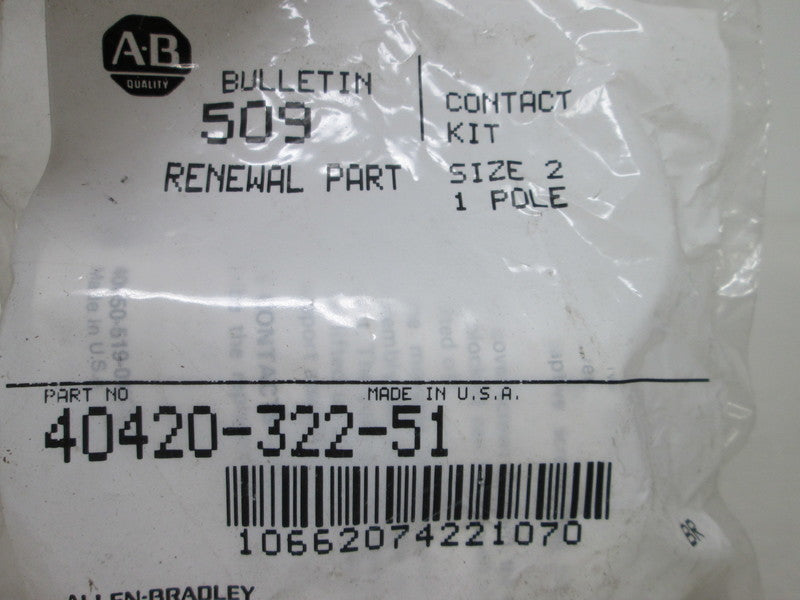 A-B
QUALITY
BULLETIN
509
RENEWAL PART
CONTACT
KIT
SIZE 2
1 POLE
PART NO
MADE IN U.S.A.
40420-322-51
10662074221070
BR
ALLEN-BRADLEY